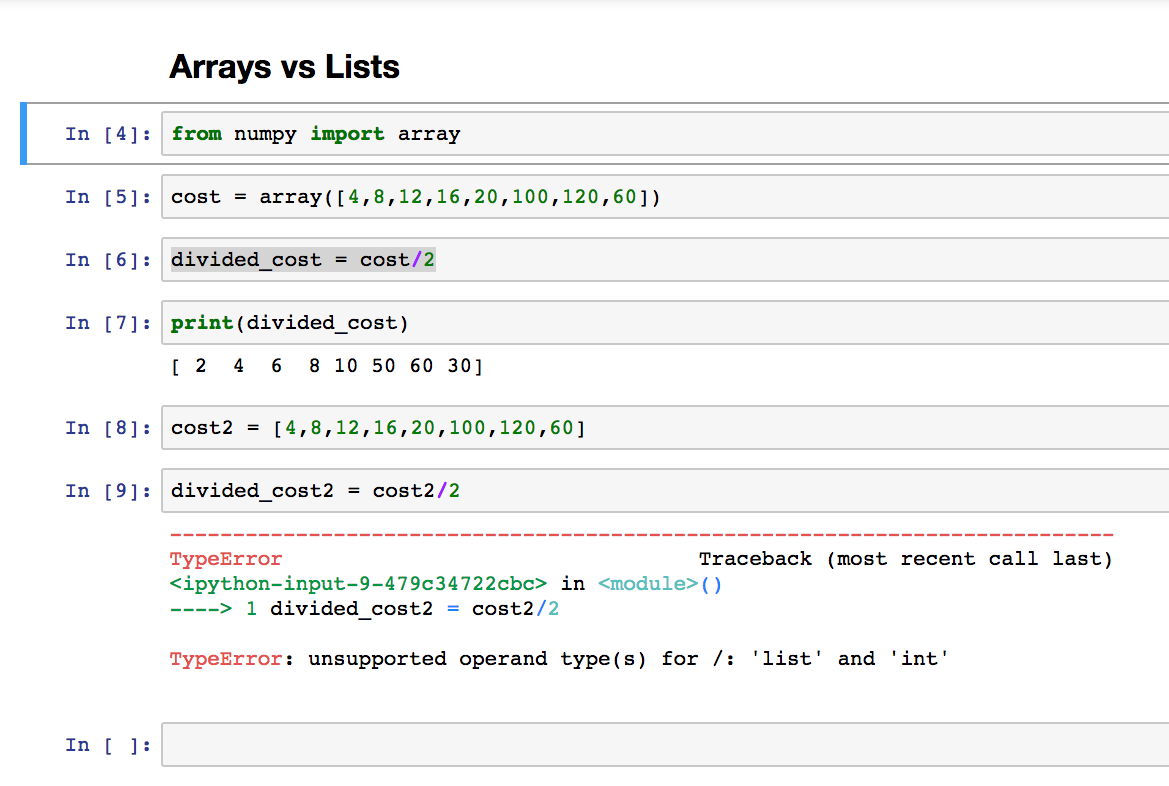 Arrays vs Lists
In [4]: from numpy import array
In [5]: cost = array([4,8,12,16,20,100,120,60])
In [6]: divided_cost = cost/2
In [7]: print(divided_cost)
[ 2  4  6  8 10 50 60 30]
In [8]: cost2 = [4,8,12,16,20,100,120,60]
In [9]: divided_cost2 = cost2/2
---------------------------------------------------------------------------
TypeError                                 Traceback (most recent call last)
<ipython-input-9-479c34722cbc> in <module>()
----> 1 divided_cost2 = cost2/2
TypeError: unsupported operand type(s) for /: 'list' and 'int'
In [ ]: